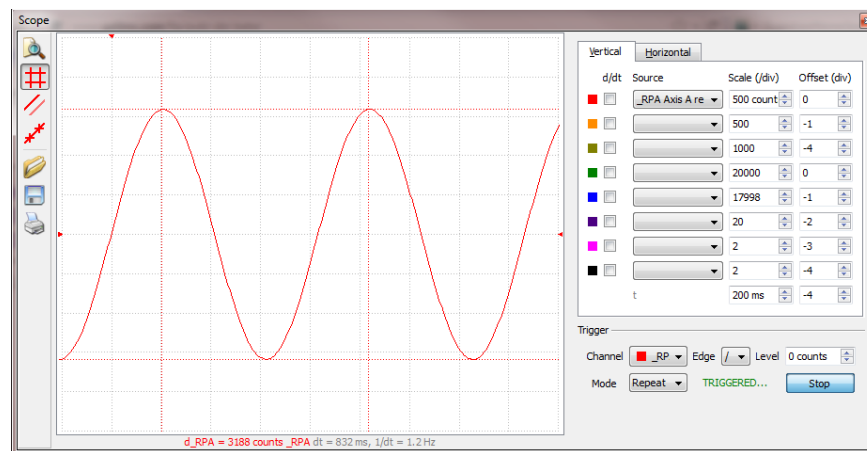 Scope
Vertical Horizontal
d/dt Source Scale (/div) Offset (div)
_RPA Axis A re 500 count 0
500 -1
1000 -4
20000 0
17998 -1
20 -2
2 -3
2 -4
t 200 ms -4
Trigger
Channel _RP Edge / Level 0 counts
Mode Repeat TRIGGERED... Stop
d_RPA = 3188 counts _RPA dt = 832 ms, 1/dt = 1.2 Hz